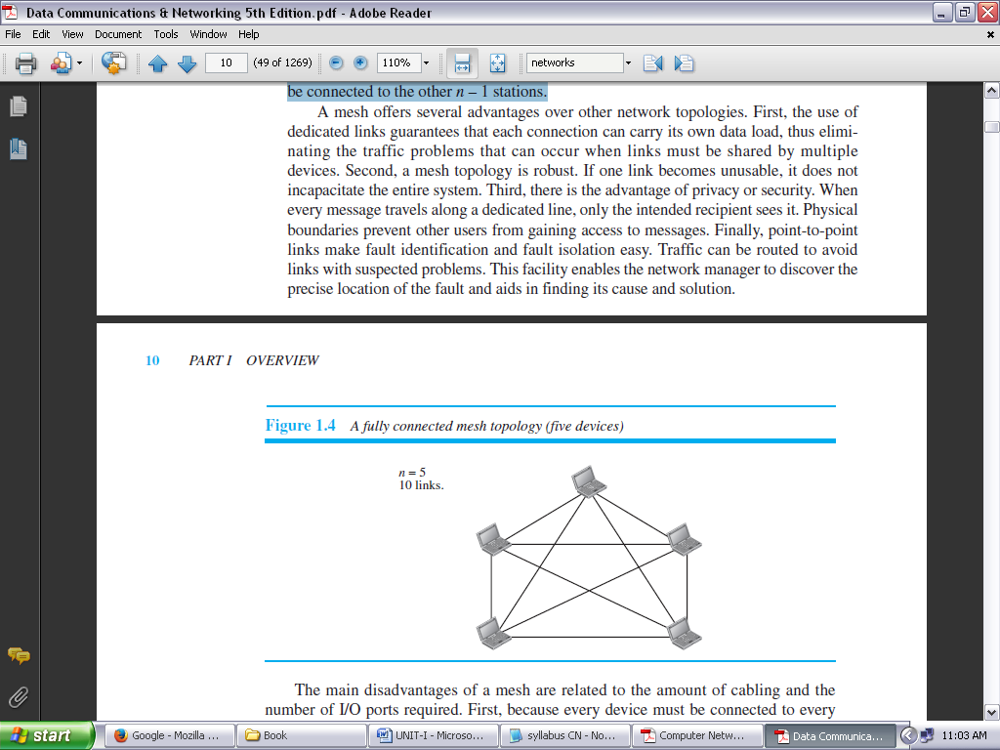 Data Communications & Networking 5th Edition.pdf - Adobe Reader
File Edit View Document Tools Window Help
10 (49 of 1269) 110% networks
be connected to the other n – 1 stations.
A mesh offers several advantages over other network topologies. First, the use of
dedicated links guarantees that each connection can carry its own data load, thus elimi-
nating the traffic problems that can occur when links must be shared by multiple
devices. Second, a mesh topology is robust. If one link becomes unusable, it does not
incapacitate the entire system. Third, there is the advantage of privacy or security. When
every message travels along a dedicated line, only the intended recipient sees it. Physical
boundaries prevent other users from gaining access to messages. Finally, point-to-point
links make fault identification and fault isolation easy. Traffic can be routed to avoid
links with suspected problems. This facility enables the network manager to discover the
precise location of the fault and aids in finding its cause and solution.
10 PART I OVERVIEW
Figure 1.4 A fully connected mesh topology (five devices)
n = 5
10 links.
The main disadvantages of a mesh are related to the amount of cabling and the
number of I/O ports required. First, because every device must be connected to every
start Google - Mozilla ... Book UNIT-I - Microso... syllabus CN - No... Computer Netw... Data Communica... 11:03 AM